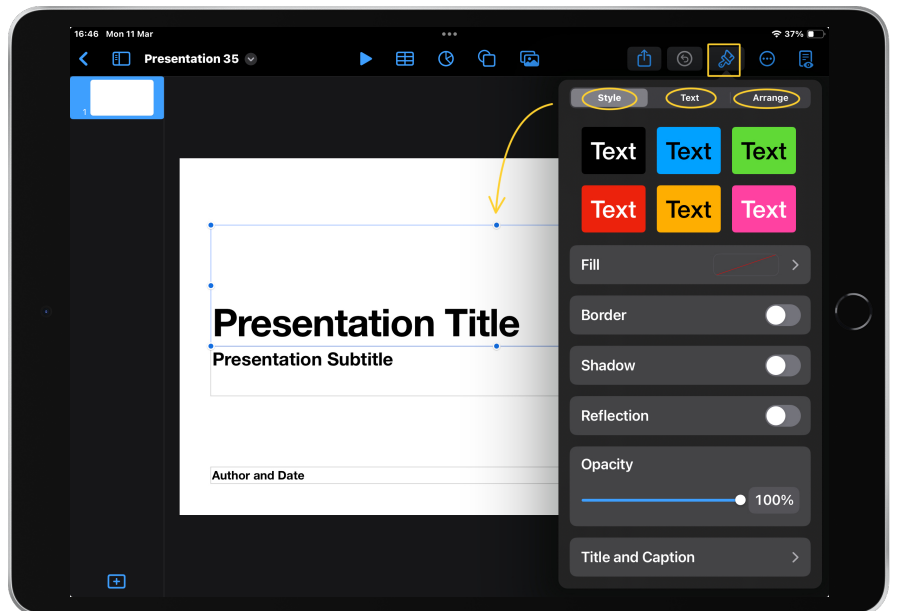 16:46 Mon 11 Mar
37%
Presentation 35
Style Text Arrange
1
Text Text Text
Text Text Text
Fill
Border
Presentation Title
Presentation Subtitle
Shadow
Reflection
Opacity
100%
Author and Date
Title and Caption